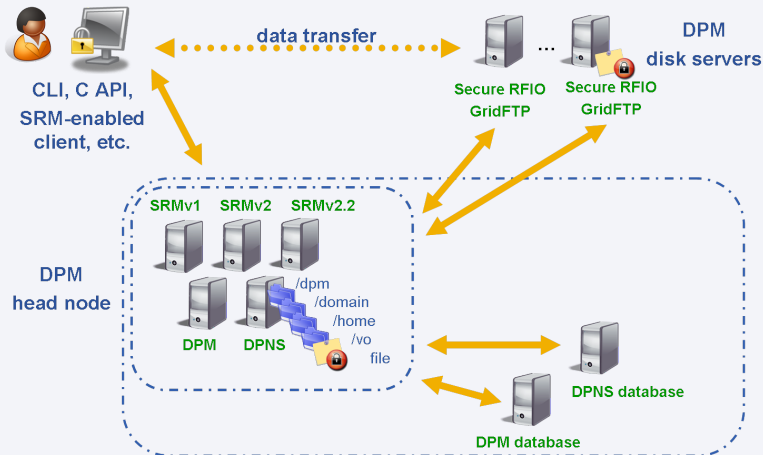 data transfer
DPM
disk servers
...
CLI, C API,
SRM-enabled
client, etc.
Secure RFIO
GridFTP
Secure RFIO
GridFTP
SRMv1
SRMv2
SRMv2.2
DPM
head node
/dpm
/domain
/home
/vo
file
DPM
DPNS
DPNS database
DPM database